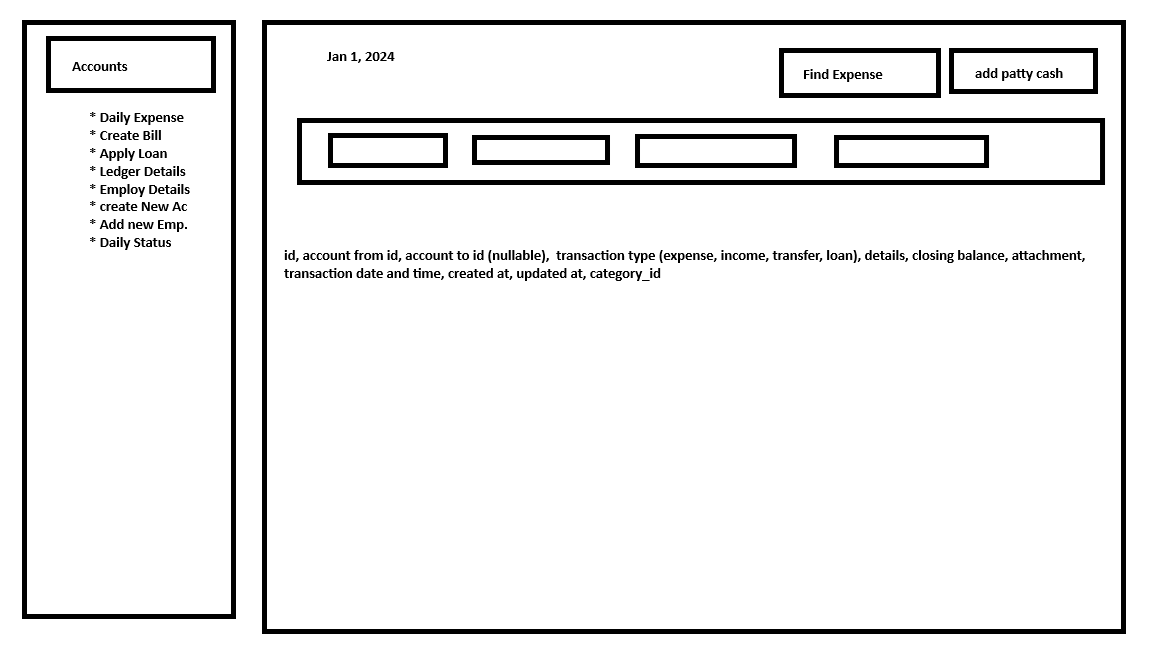 Accounts
* Daily Expense
* Create Bill
* Apply Loan
* Ledger Details
* Employ Details
* create New Ac
* Add new Emp.
* Daily Status
Jan 1, 2024
Find Expense
add patty cash
id, account from id, account to id (nullable),  transaction type (expense, income, transfer, loan), details, closing balance, attachment,
transaction date and time, created at, updated at, category_id